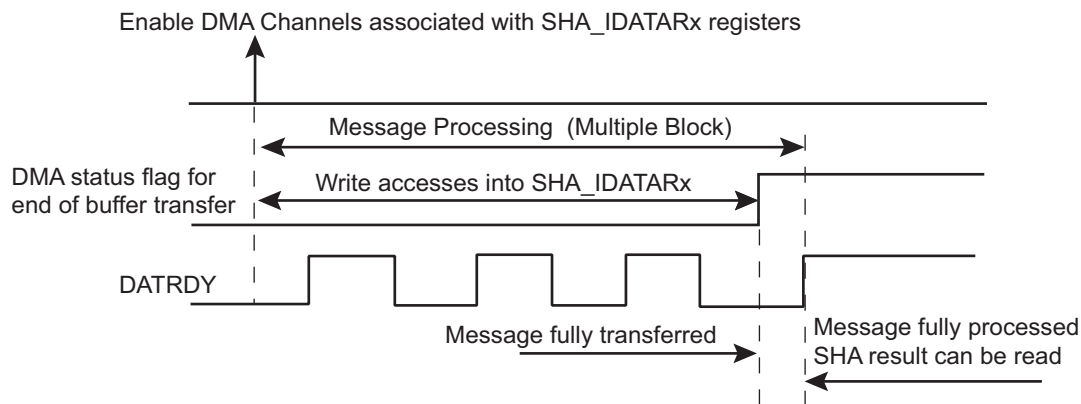 Enable DMA Channels associated with SHA_IDATARx registers
Message Processing (Multiple Block)
DMA status flag for
end of buffer transfer
Write accesses into SHA_IDATARx
DATRDY
Message fully transferred
Message fully processed
SHA result can be read